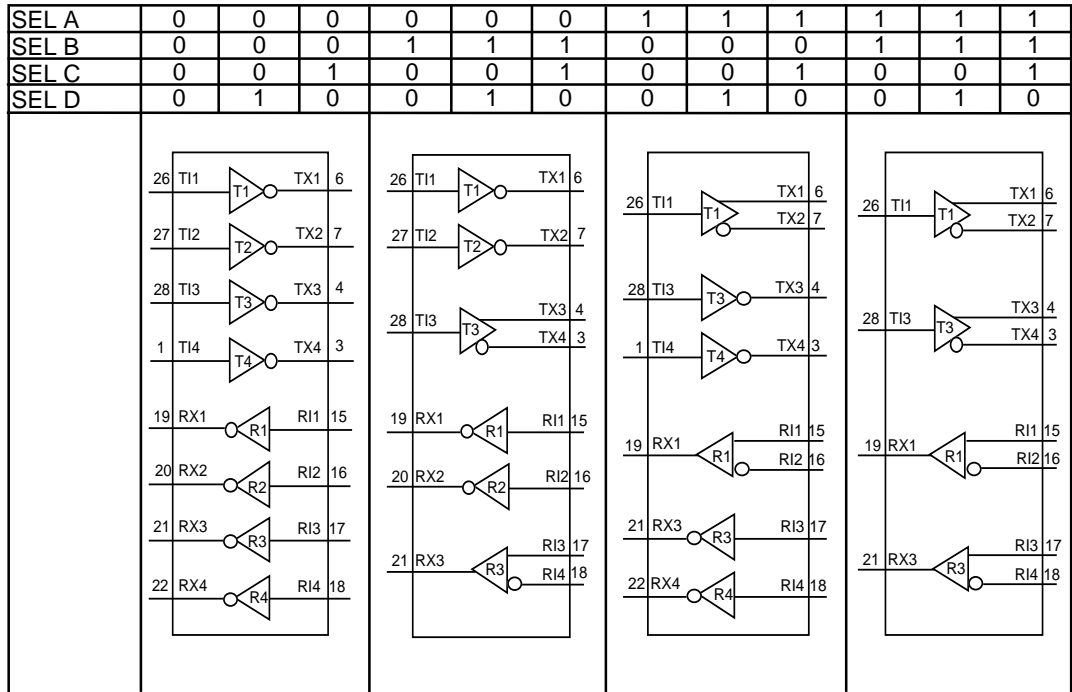 SEL A 0 0 0 0 0 0 1 1 1 1 1 1
SEL B 0 0 0 1 1 1 0 0 0 1 1 1
SEL C 0 0 1 0 0 1 0 0 1 0 0 1
SEL D 0 1 0 0 1 0 0 1 0 0 1 0
26 TI1 T1 TX1 6
27 TI2 T2 TX2 7
28 TI3 T3 TX3 4
1 TI4 T4 TX4 3
19 RX1 R1 RI1 15
20 RX2 R2 RI2 16
21 RX3 R3 RI3 17
22 RX4 R4 RI4 18
26 TI1 T1 TX1 6
27 TI2 T2 TX2 7
28 TI3 T3 TX3 4
TX4 3
19 RX1 R1 RI1 15
20 RX2 R2 RI2 16
21 RX3 R3 RI3 17
RI4 18
26 TI1 T1 TX1 6
TX2 7
28 TI3 T3 TX3 4
1 TI4 T4 TX4 3
19 RX1 R1 RI1 15
RI2 16
21 RX3 R3 RI3 17
22 RX4 R4 RI4 18
26 TI1 T1 TX1 6
TX2 7
28 TI3 T3 TX3 4
TX4 3
19 RX1 R1 RI1 15
RI2 16
21 RX3 R3 RI3 17
RI4 18